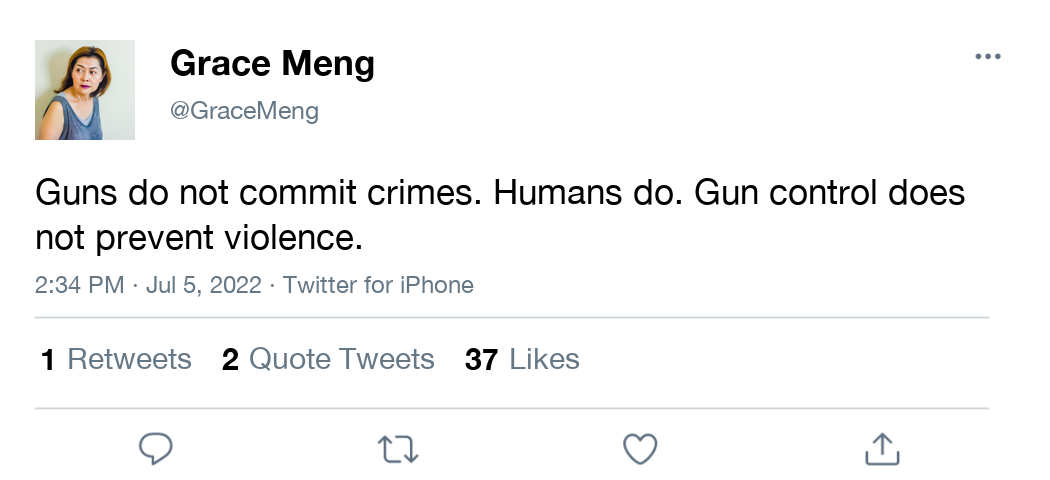 Grace Meng
@GraceMeng
Guns do not commit crimes. Humans do. Gun control does
not prevent violence.
2:34 PM · Jul 5, 2022 · Twitter for iPhone
1 Retweets 2 Quote Tweets 37 Likes